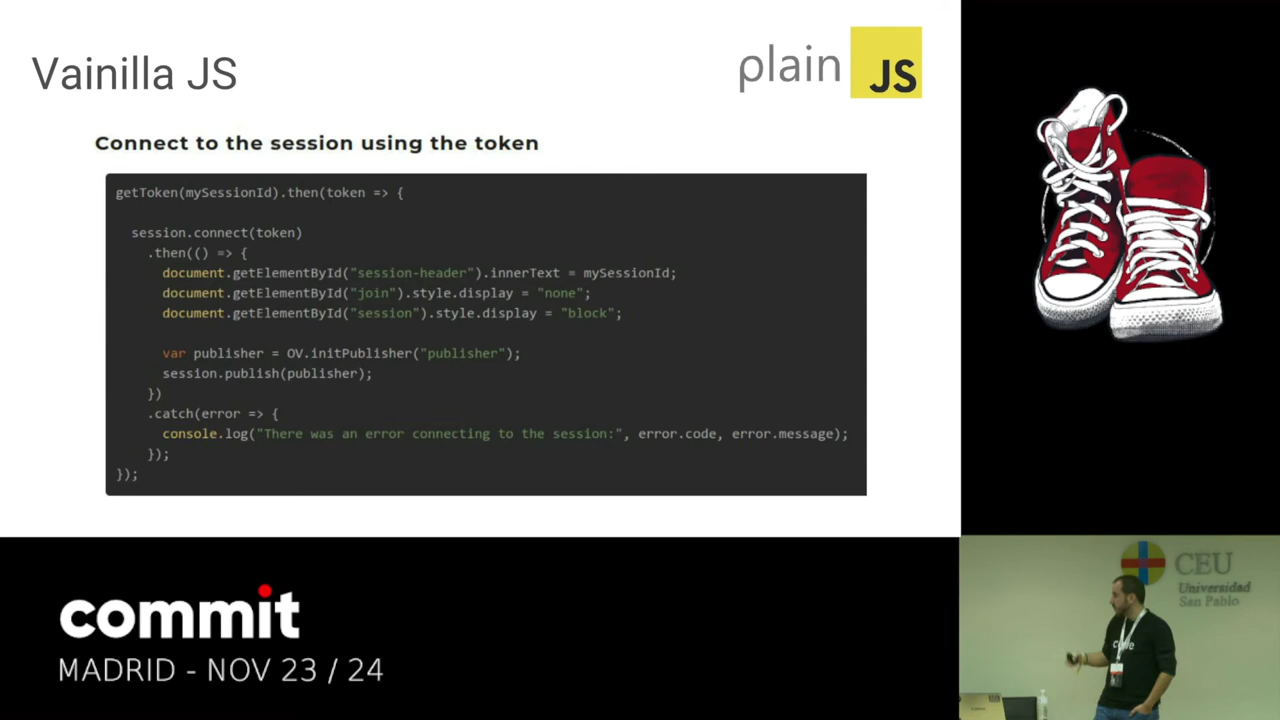 Vainilla JS
plain JS
Connect to the session using the token
getToken(mySessionId).then(token => {
session.connect(token)
.then(() => {
document.getElementById("session-header").innerText = mySessionId;
document.getElementById("join").style.display = "none";
document.getElementById("session").style.display = "block";
var publisher = OV.initPublisher("publisher");
session.publish(publisher);
})
.catch(error => {
console.log("There was an error connecting to the session:", error.code, error.message);
});
});
commit
MADRID - NOV 23 / 24
CEU
Universidad
San Pablo